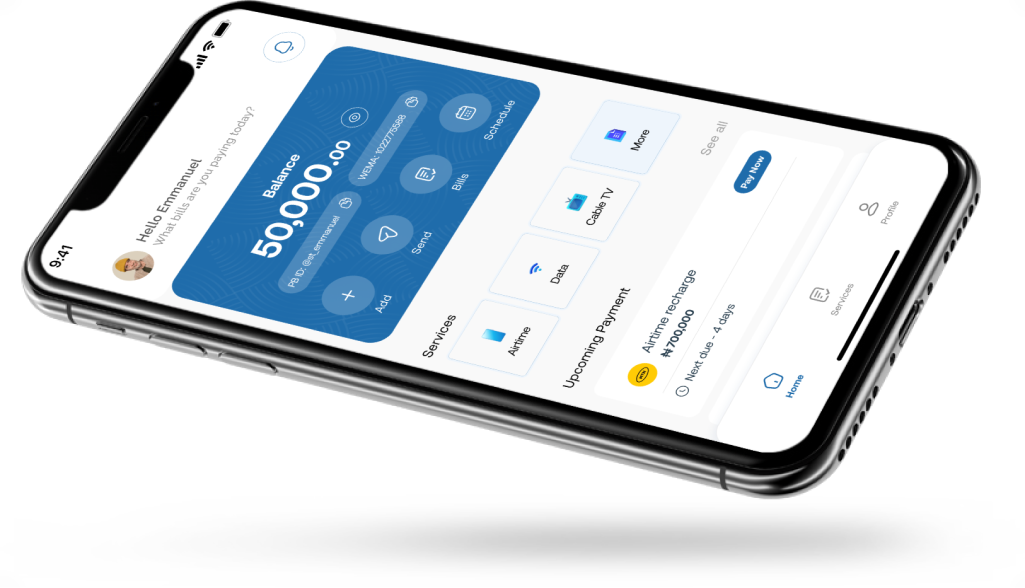 9:41
Hello Emmanuel
What bills are you paying today?
Balance
50,000.00
PB ID: @et_emmanuel
WEMA: 1022775588
Add
Send
Bills
Schedule
Services
Airtime
Data
Cable TV
More
Upcoming Payment
See all
Airtime recharge
₦700,000
Next due - 4 days
Pay Now
Home
Services
Profile